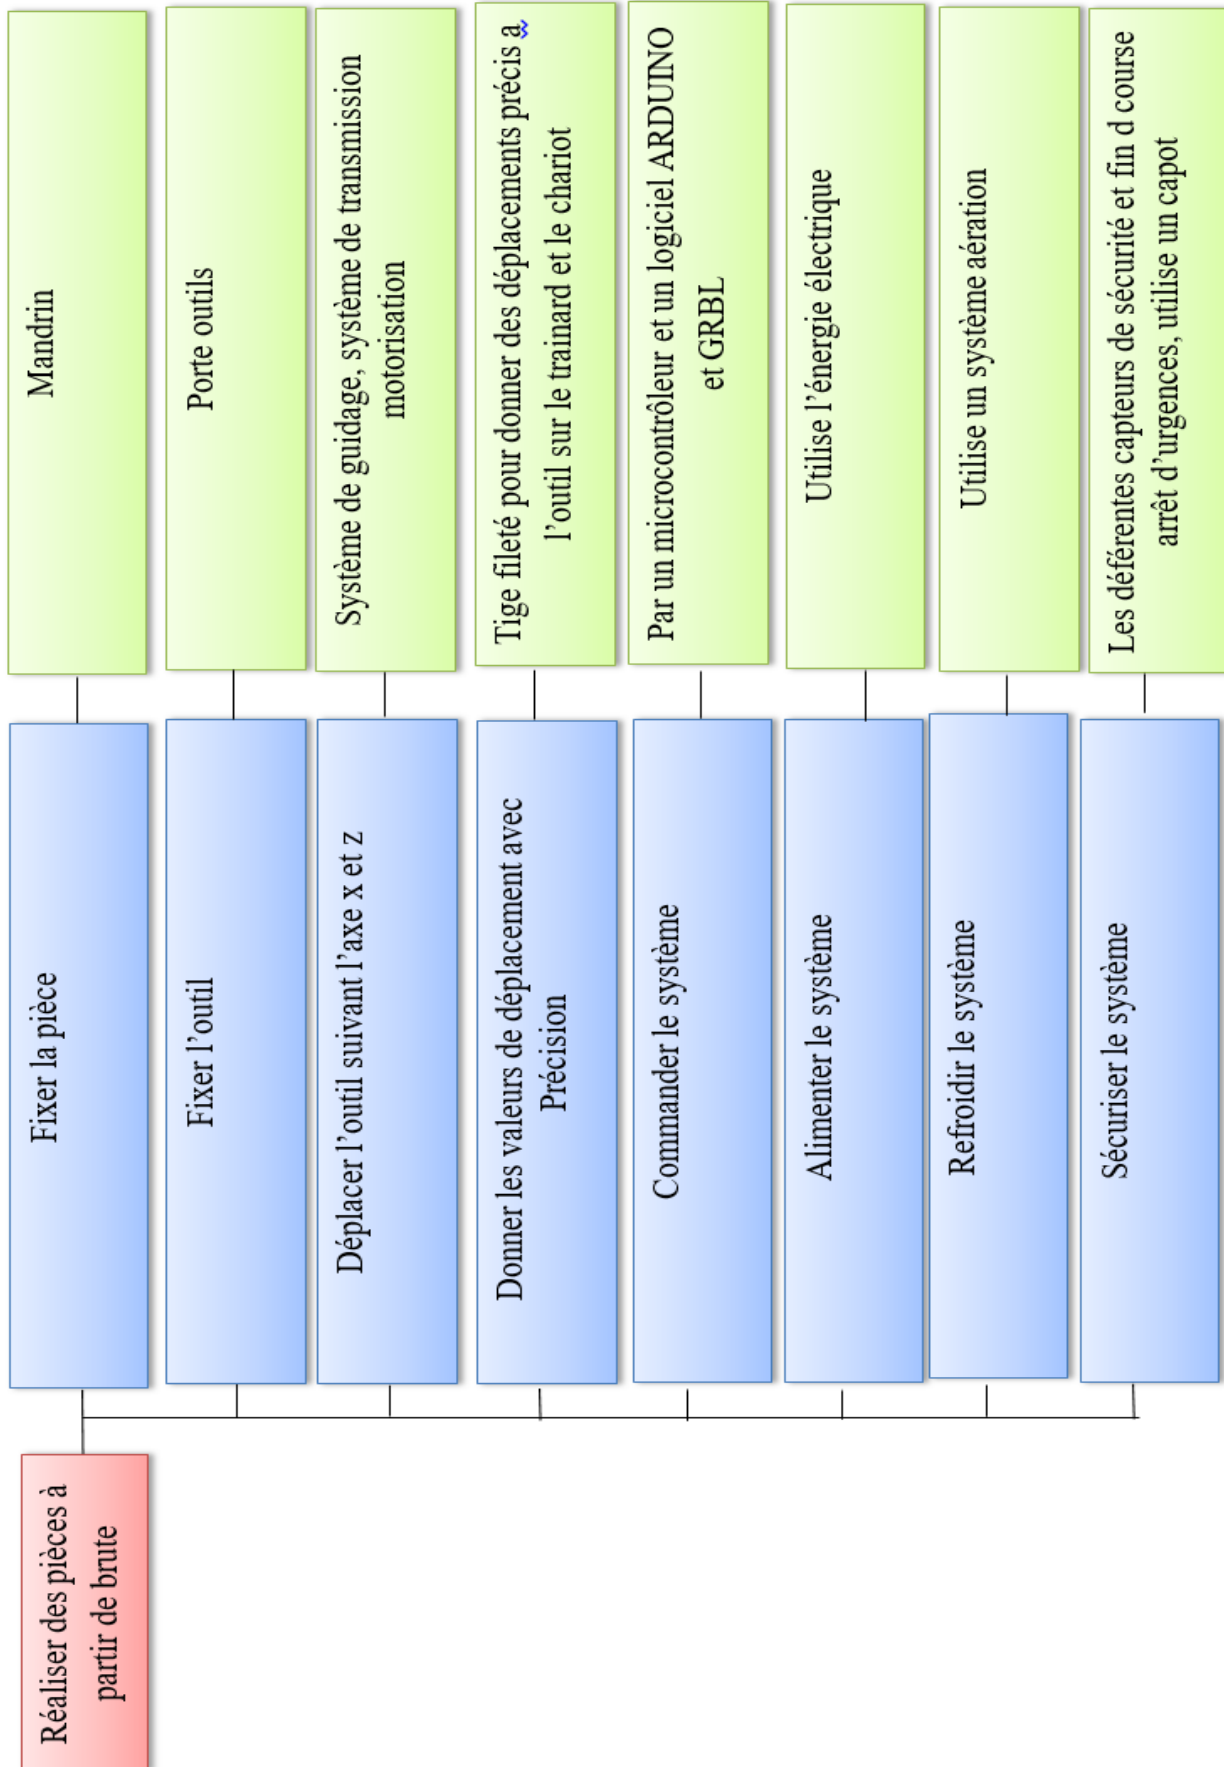 Réaliser des pièces à
partir de brute
Fixer la pièce
Mandrin
Fixer l’outil
Porte outils
Déplacer l’outil suivant l’axe x et z
Système de guidage, système de transmission
motorisation
Donner les valeurs de déplacement avec
Précision
Tige fileté pour donner des déplacements précis a
l’outil sur le trainard et le chariot
Commander le système
Par un microcontrôleur et un logiciel ARDUINO
et GRBL
Alimenter le système
Utilise l’énergie électrique
Refroidir le système
Utilise un système aération
Sécuriser le système
Les déférentes capteurs de sécurité et fin d course
arrêt d’urgences, utilise un capot